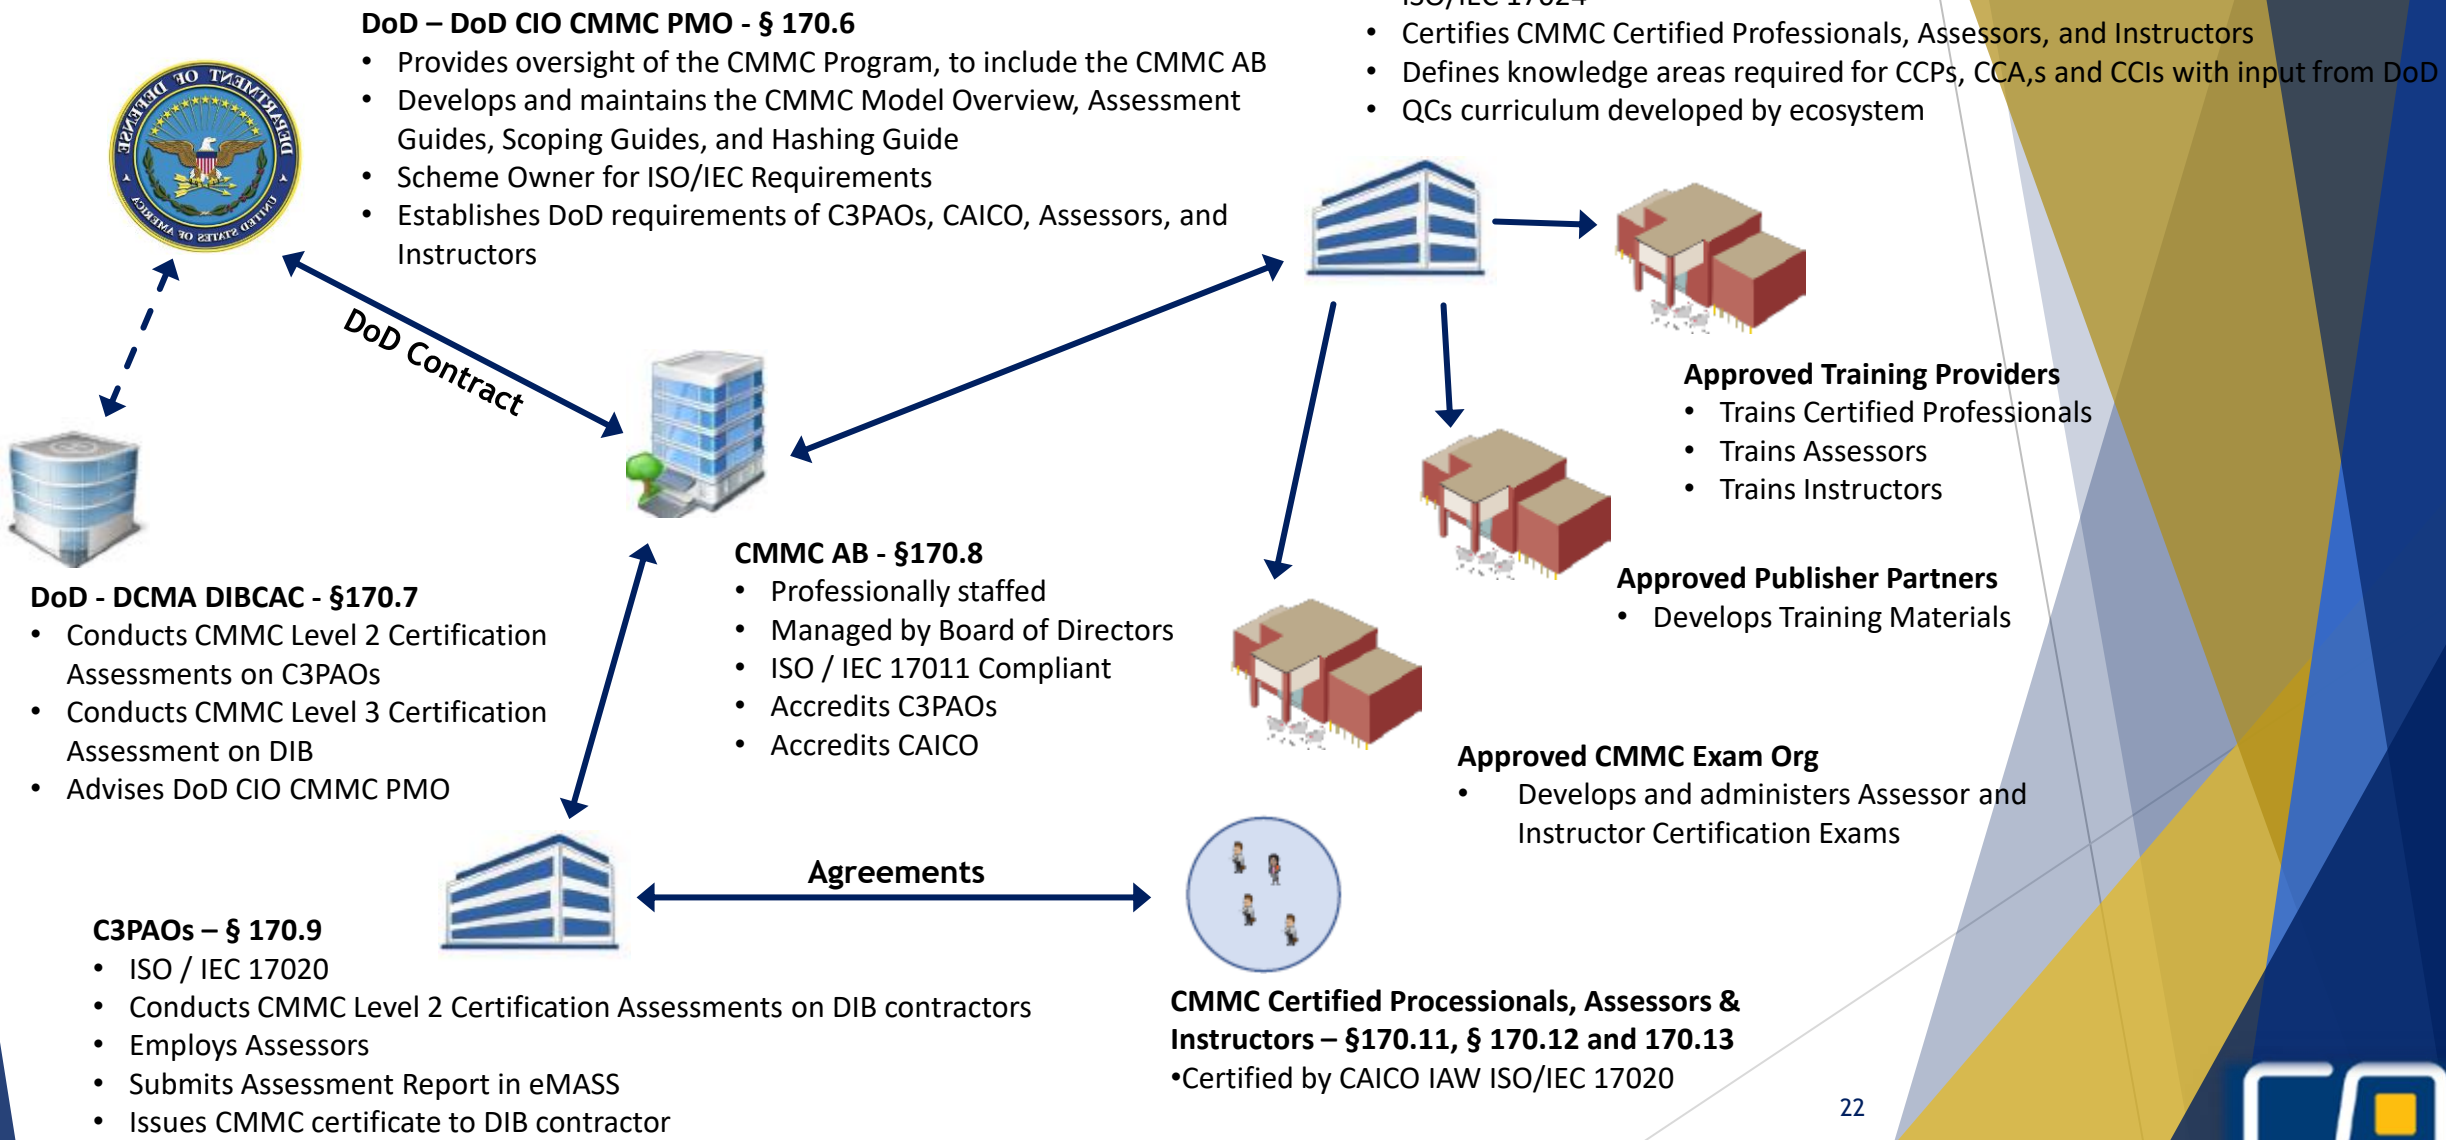 DoD – DoD CIO CMMC PMO - § 170.6
• Provides oversight of the CMMC Program, to include the CMMC AB
• Develops and maintains the CMMC Model Overview, Assessment
Guides, Scoping Guides, and Hashing Guide
• Scheme Owner for ISO/IEC Requirements
• Establishes DoD requirements of C3PAOs, CAICO, Assessors, and
Instructors
ISO/IEC 17024
• Certifies CMMC Certified Professionals, Assessors, and Instructors
• Defines knowledge areas required for CCPs, CCA,s and CCIs with input from DoD
• QCs curriculum developed by ecosystem
DEPARTMENT OF DEFENSE
UNITED STATES OF AMERICA
DoD Contract
Approved Training Providers
• Trains Certified Professionals
• Trains Assessors
• Trains Instructors
Approved Publisher Partners
• Develops Training Materials
Approved CMMC Exam Org
• Develops and administers Assessor and
Instructor Certification Exams
DoD - DCMA DIBCAC - §170.7
• Conducts CMMC Level 2 Certification
Assessments on C3PAOs
• Conducts CMMC Level 3 Certification
Assessment on DIB
• Advises DoD CIO CMMC PMO
CMMC AB - §170.8
• Professionally staffed
• Managed by Board of Directors
• ISO / IEC 17011 Compliant
• Accredits C3PAOs
• Accredits CAICO
Agreements
C3PAOs – § 170.9
• ISO / IEC 17020
• Conducts CMMC Level 2 Certification Assessments on DIB contractors
• Employs Assessors
• Submits Assessment Report in eMASS
• Issues CMMC certificate to DIB contractor
CMMC Certified Processionals, Assessors &
Instructors – §170.11, § 170.12 and 170.13
•Certified by CAICO IAW ISO/IEC 17020
22